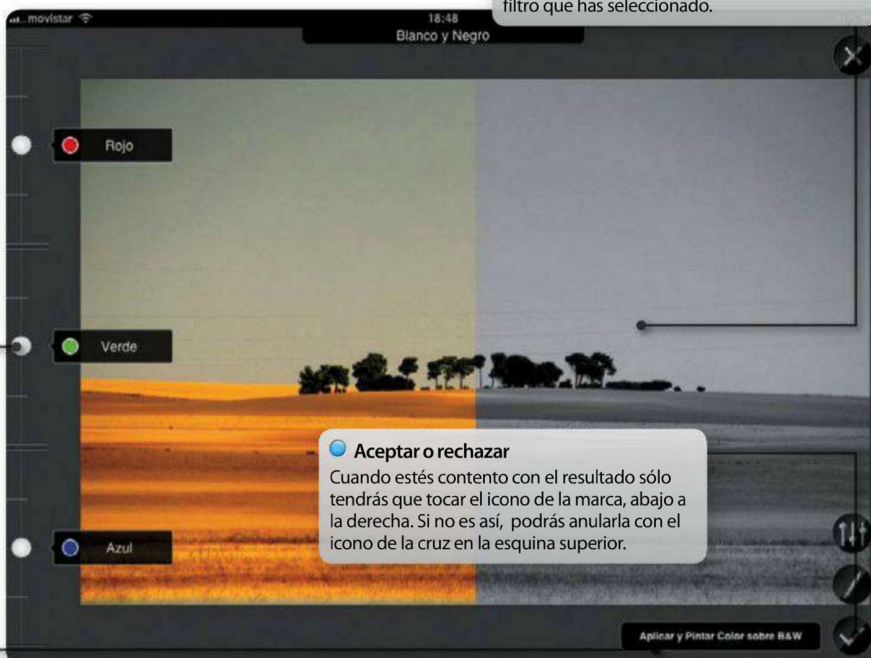 filtro que has seleccionado.
movistar
18:48
Blanco y Negro
Rojo
Verde
Aceptar o rechazar
Cuando estés contento con el resultado sólo
tendrás que tocar el icono de la marca, abajo a
la derecha. Si no es así, podrás anularla con el
icono de la cruz en la esquina superior.
Azul
Aplicar y Pintar Color sobre B&W